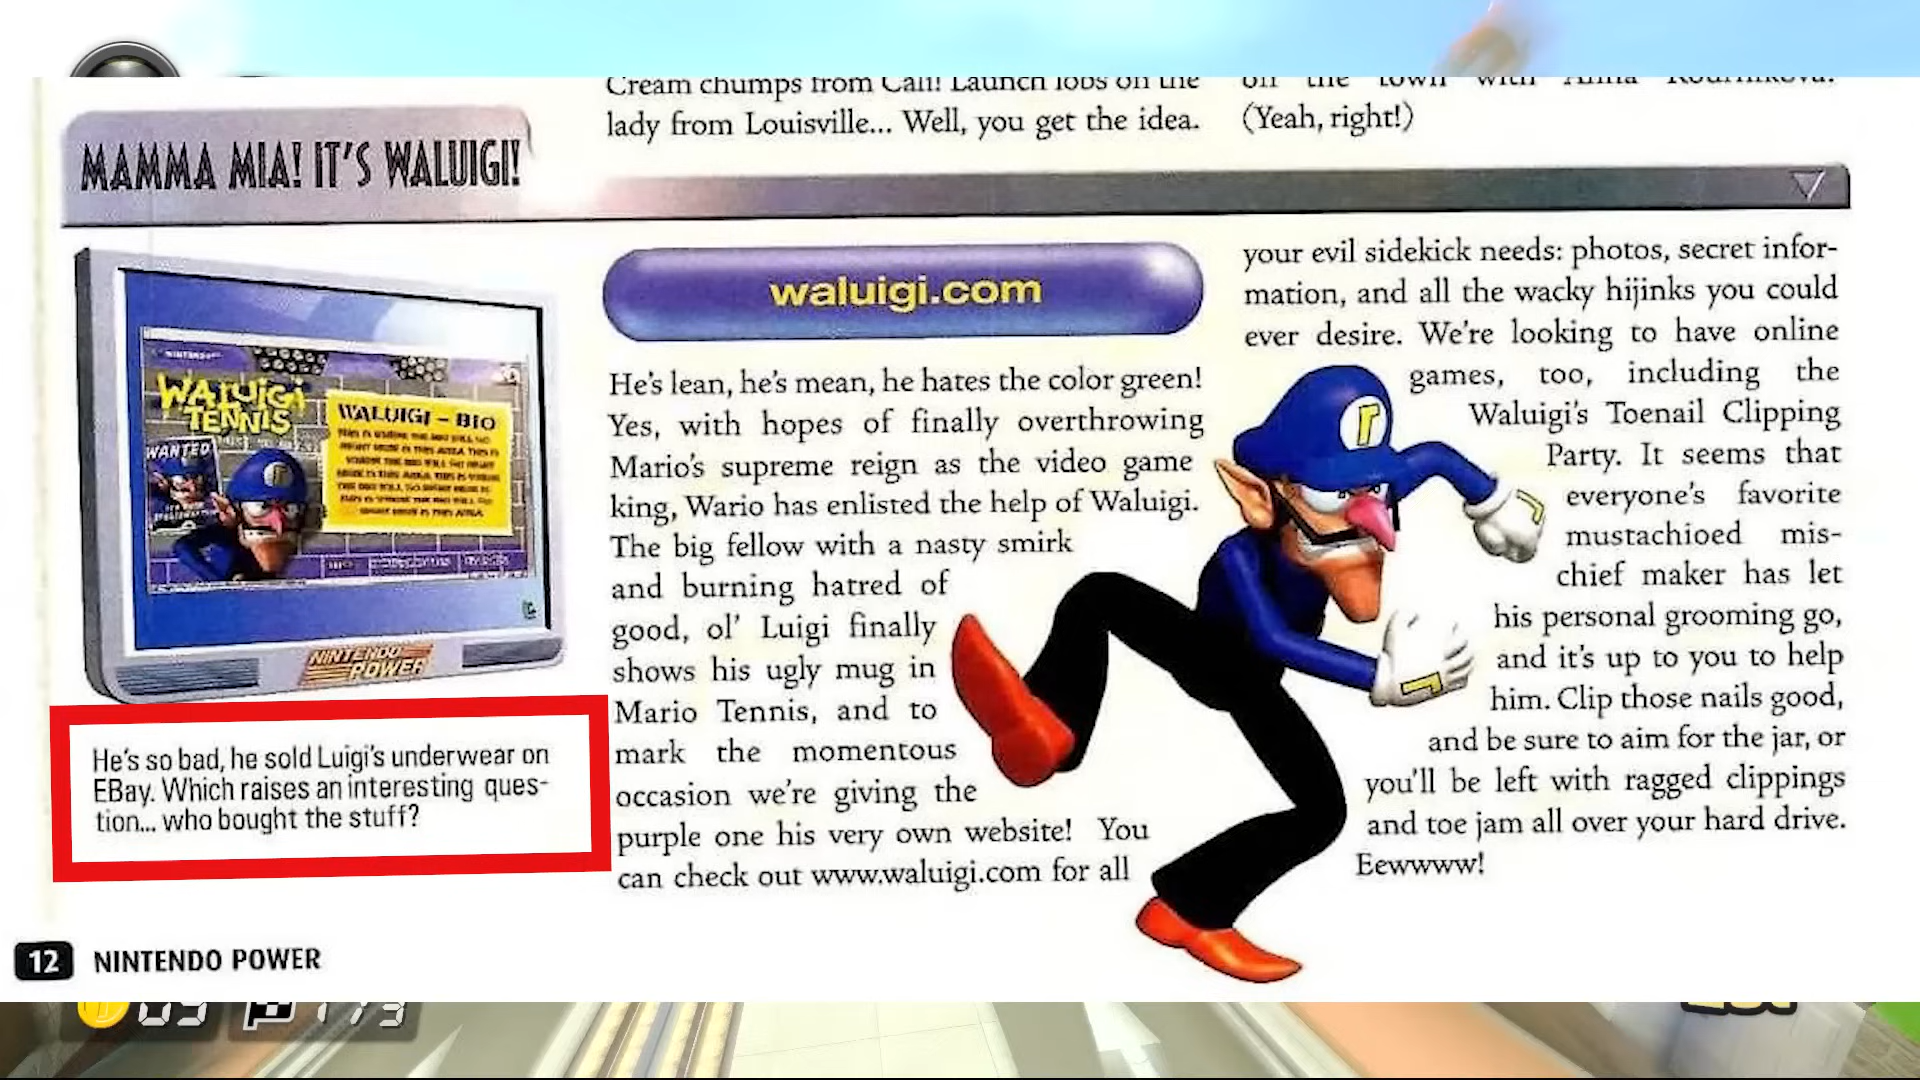 Cream chumps from Cali! Launch lobs on the
lady from Louisville... Well, you get the idea.
on the town with Anna Kournikova.
(Yeah, right!)
MAMMA MIA! IT'S WALUIGI!
WALUIGI
TENNIS
WANTED
WALUIGI - BIO
NINTENDO
POWER
He's so bad, he sold Luigi's underwear on
EBay. Which raises an interesting ques-
tion... who bought the stuff?
waluigi.com
He's lean, he's mean, he hates the color green!
Yes, with hopes of finally overthrowing
Mario's supreme reign as the video game
king, Wario has enlisted the help of Waluigi.
The big fellow with a nasty smirk
and burning hatred of
good, ol' Luigi finally
shows his ugly mug in
Mario Tennis, and to
mark the momentous
occasion we're giving the
purple one his very own website! You
can check out www.waluigi.com for all
your evil sidekick needs: photos, secret infor-
mation, and all the wacky hijinks you could
ever desire. We're looking to have online
games, too, including the
Waluigi's Toenail Clipping
Party. It seems that
everyone's favorite
mustachioed mis-
chief maker has let
his personal grooming go,
and it's up to you to help
him. Clip those nails good,
and be sure to aim for the jar, or
you'll be left with ragged clippings
and toe jam all over your hard drive.
Eewwww!
12 NINTENDO POWER
09 1/3